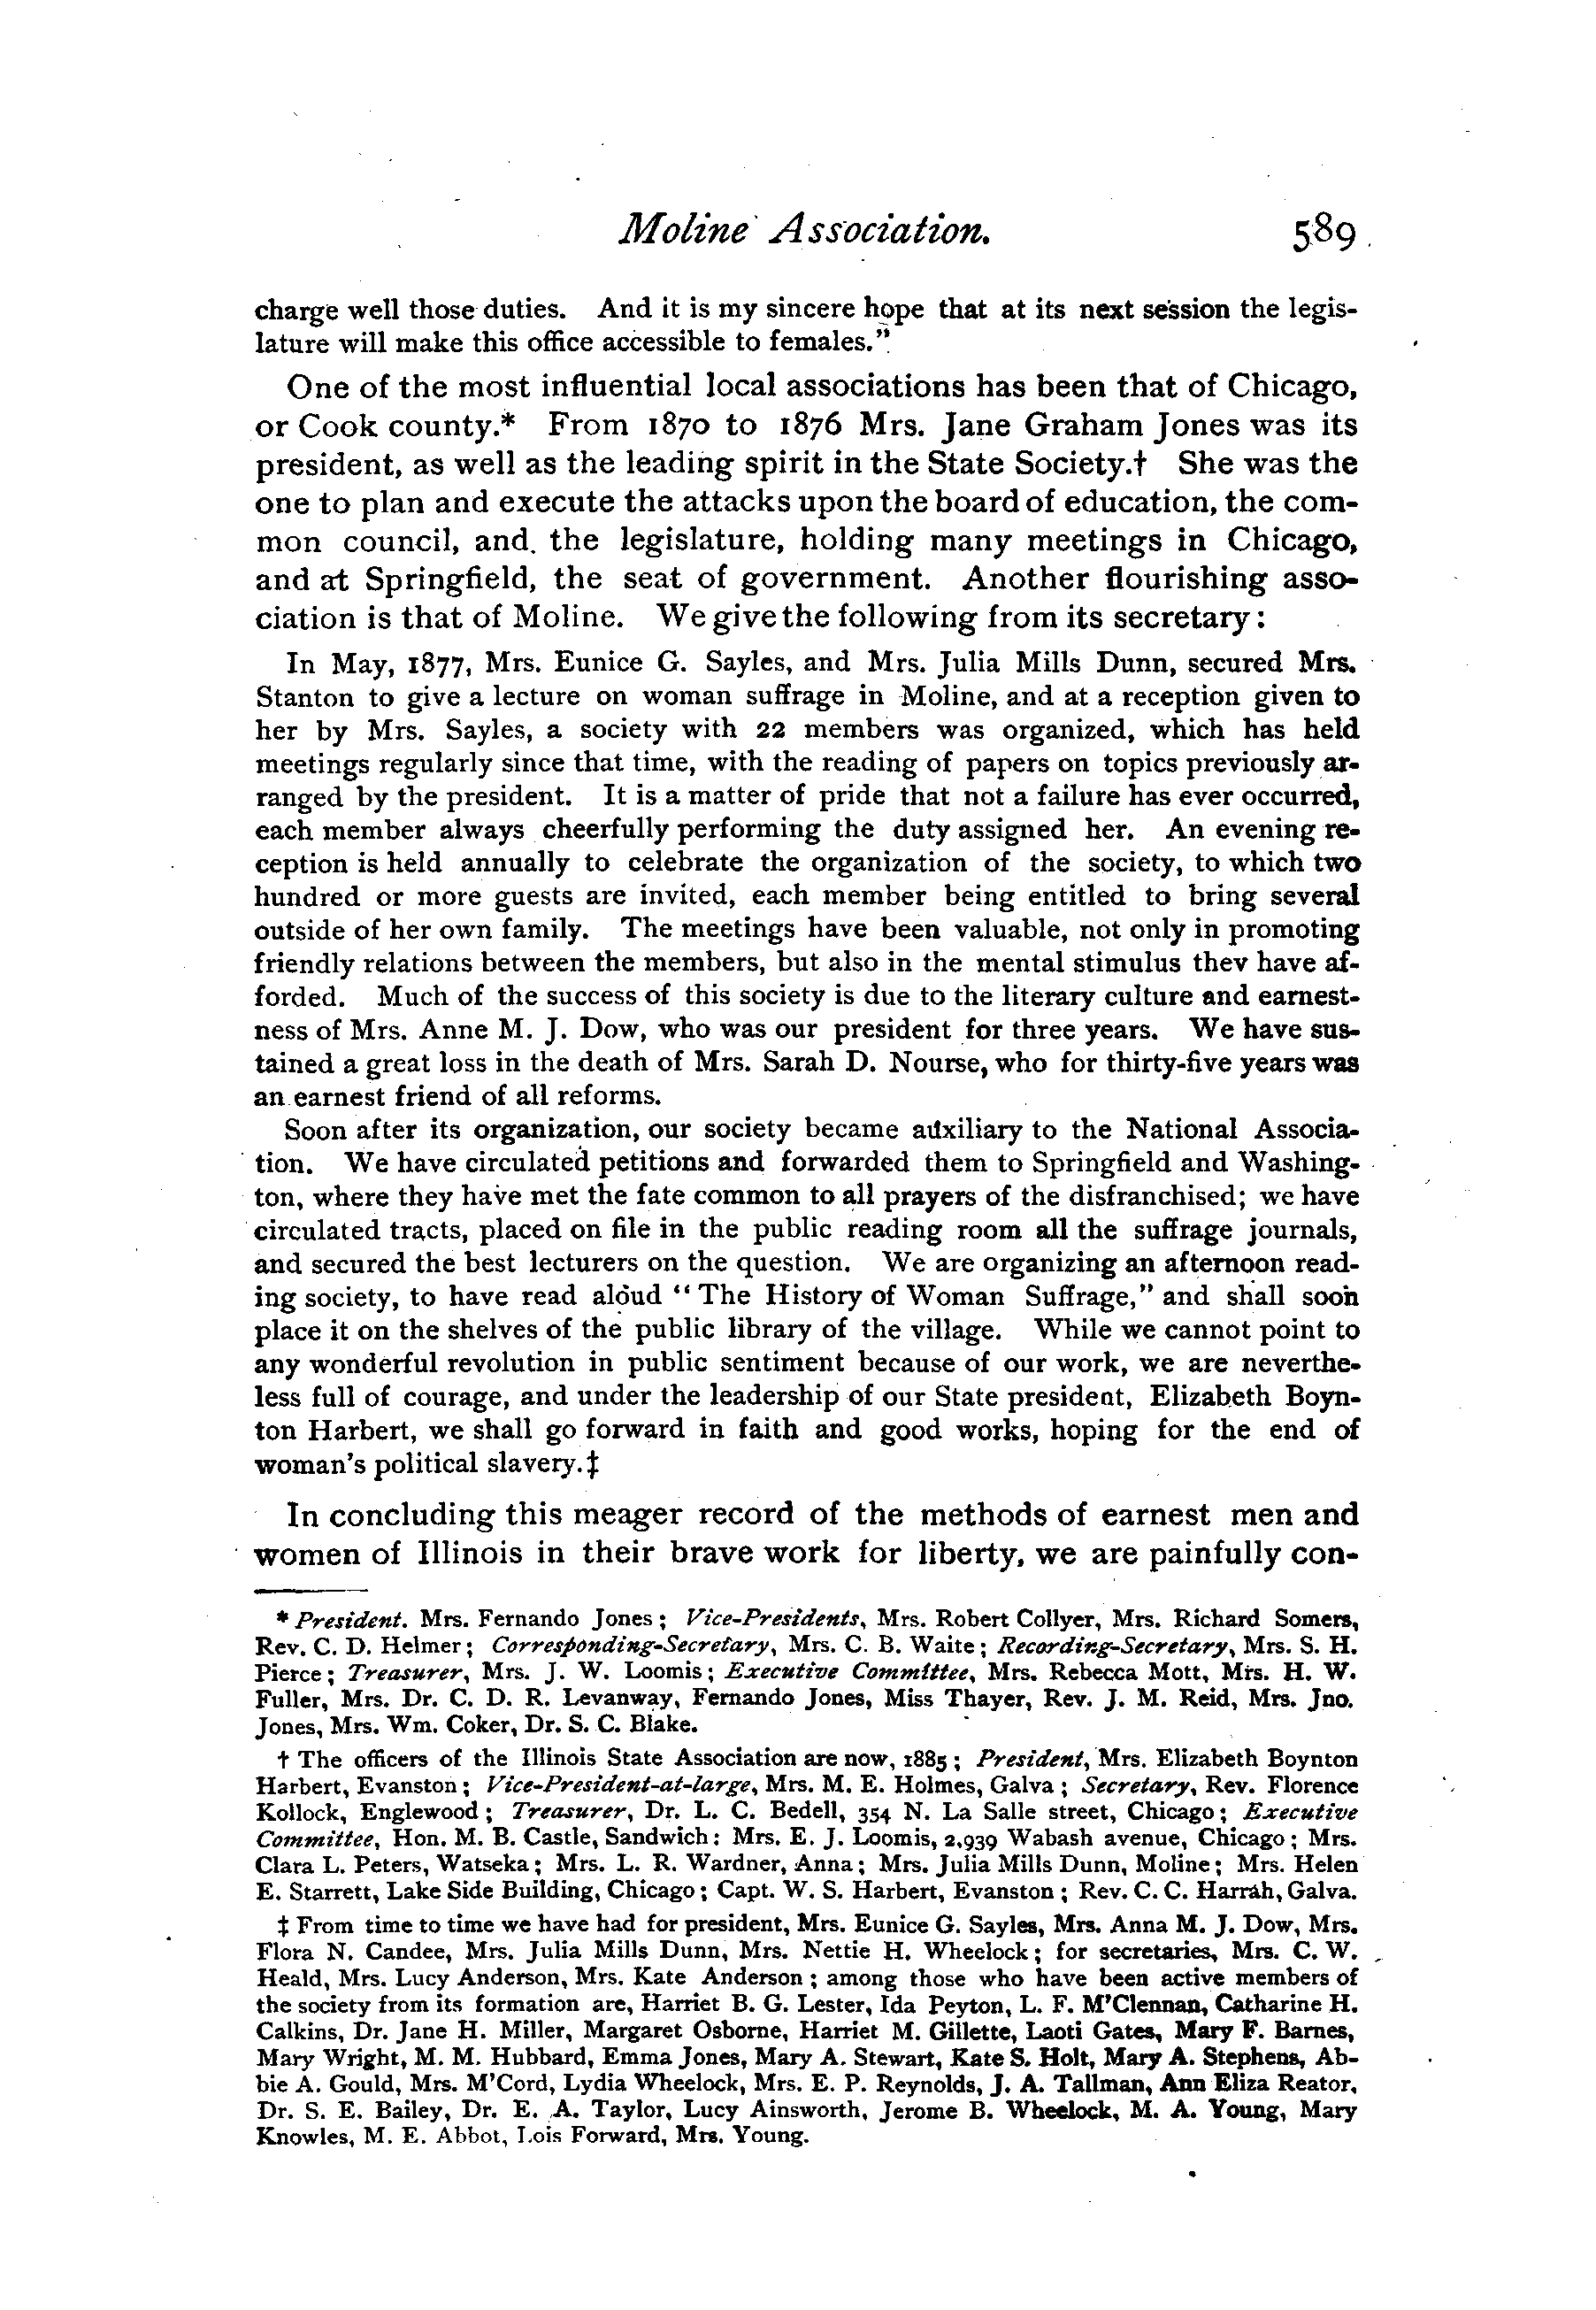 Moline Association. 589
charge well those duties. And it is my sincere hope that at its next session the legis-
lature will make this office accessible to females."
One of the most influential local associations has been that of Chicago,
or Cook county.* From 1870 to 1876 Mrs. Jane Graham Jones was its
president, as well as the leading spirit in the State Society.† She was the
one to plan and execute the attacks upon the board of education, the com-
mon council, and the legislature, holding many meetings in Chicago,
and at Springfield, the seat of government. Another flourishing asso-
ciation is that of Moline. We give the following from its secretary:
In May, 1877, Mrs. Eunice G. Sayles, and Mrs. Julia Mills Dunn, secured Mrs.
Stanton to give a lecture on woman suffrage in Moline, and at a reception given to
her by Mrs. Sayles, a society with 22 members was organized, which has held
meetings regularly since that time, with the reading of papers on topics previously ar-
ranged by the president. It is a matter of pride that not a failure has ever occurred,
each member always cheerfully performing the duty assigned her. An evening re-
ception is held annually to celebrate the organization of the society, to which two
hundred or more guests are invited, each member being entitled to bring several
outside of her own family. The meetings have been valuable, not only in promoting
friendly relations between the members, but also in the mental stimulus they have af-
forded. Much of the success of this society is due to the literary culture and earnest-
ness of Mrs. Anne M. J. Dow, who was our president for three years. We have sus-
tained a great loss in the death of Mrs. Sarah D. Nourse, who for thirty-five years was
an earnest friend of all reforms.
Soon after its organization, our society became auxiliary to the National Associa-
tion. We have circulated petitions and forwarded them to Springfield and Washing-
ton, where they have met the fate common to all prayers of the disfranchised; we have
circulated tracts, placed on file in the public reading room all the suffrage journals,
and secured the best lecturers on the question. We are organizing an afternoon read-
ing society, to have read aloud "The History of Woman Suffrage," and shall soon
place it on the shelves of the public library of the village. While we cannot point to
any wonderful revolution in public sentiment because of our work, we are neverthe-
less full of courage, and under the leadership of our State president, Elizabeth Boyn-
ton Harbert, we shall go forward in faith and good works, hoping for the end of
woman's political slavery.‡
In concluding this meager record of the methods of earnest men and
women of Illinois in their brave work for liberty, we are painfully con-
* President. Mrs. Fernando Jones; Vice-Presidents, Mrs. Robert Collyer, Mrs. Richard Somers,
Rev. C. D. Helmer; Corresponding-Secretary, Mrs. C. B. Waite; Recording-Secretary, Mrs. S. H.
Pierce; Treasurer, Mrs. J. W. Loomis; Executive Committee, Mrs. Rebecca Mott, Mrs. H. W.
Fuller, Mrs. Dr. C. D. R. Levanway, Fernando Jones, Miss Thayer, Rev. J. M. Reid, Mrs. Jno.
Jones, Mrs. Wm. Coker, Dr. S. C. Blake.
† The officers of the Illinois State Association are now, 1885; President, Mrs. Elizabeth Boynton
Harbert, Evanston; Vice-President-at-large, Mrs. M. E. Holmes, Galva; Secretary, Rev. Florence
Kollock, Englewood; Treasurer, Dr. L. C. Bedell, 354 N. La Salle street, Chicago; Executive
Committee, Hon. M. B. Castle, Sandwich: Mrs. E. J. Loomis, 2,939 Wabash avenue, Chicago; Mrs.
Clara L. Peters, Watseka; Mrs. L. R. Wardner, Anna; Mrs. Julia Mills Dunn, Moline; Mrs. Helen
E. Starrett, Lake Side Building, Chicago; Capt. W. S. Harbert, Evanston; Rev. C. C. Harrah, Galva.
‡ From time to time we have had for president, Mrs. Eunice G. Sayles, Mrs. Anna M. J. Dow, Mrs.
Flora N. Candee, Mrs. Julia Mills Dunn, Mrs. Nettie H. Wheelock; for secretaries, Mrs. C. W.
Heald, Mrs. Lucy Anderson, Mrs. Kate Anderson; among those who have been active members of
the society from its formation are, Harriet B. G. Lester, Ida Peyton, L. F. M'Clennan, Catharine H.
Calkins, Dr. Jane H. Miller, Margaret Osborne, Harriet M. Gillette, Laoti Gates, Mary F. Barnes,
Mary Wright, M. M. Hubbard, Emma Jones, Mary A. Stewart, Kate S. Holt, Mary A. Stephens, Ab-
bie A. Gould, Mrs. M'Cord, Lydia Wheelock, Mrs. E. P. Reynolds, J. A. Tallman, Ann Eliza Reator,
Dr. S. E. Bailey, Dr. E. A. Taylor, Lucy Ainsworth, Jerome B. Wheelock, M. A. Young, Mary
Knowles, M. E. Abbot, Lois Forward, Mrs. Young.